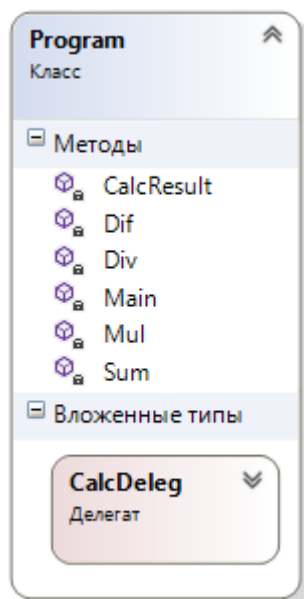 Program
Класс
Методы
CalcResult
Dif
Div
Main
Mul
Sum
Вложенные типы
CalcDeleg
Делегат